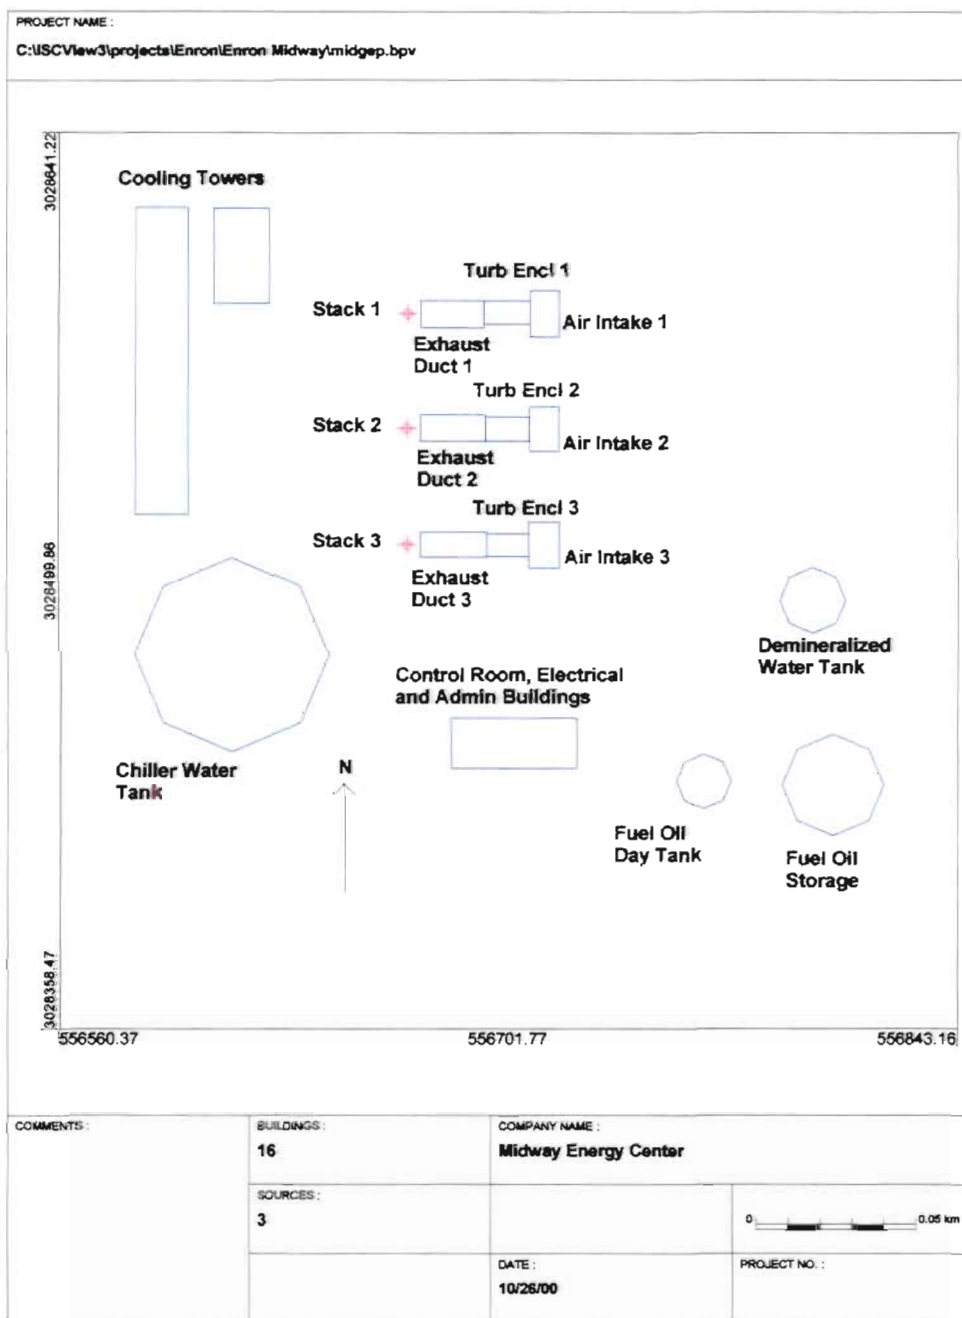 PROJECT NAME :
C:\ISCView3\projects\Enron\Enron Midway\midgep.bpv
3028641.22
Cooling Towers
Turb Encl 1
Stack 1
Air Intake 1
Exhaust
Duct 1
Turb Encl 2
Stack 2
Air Intake 2
Exhaust
Duct 2
Turb Encl 3
Stack 3
Air Intake 3
Exhaust
Duct 3
3028499.86
Demineralized
Water Tank
Control Room, Electrical
and Admin Buildings
Chiller Water
Tank
N
Fuel Oil
Day Tank
Fuel Oil
Storage
3028358.47
556560.37
556701.77
556843.16
COMMENTS :
BUILDINGS :
16
COMPANY NAME :
Midway Energy Center
SOURCES :
3
0
0.05 km
DATE :
10/26/00
PROJECT NO. :